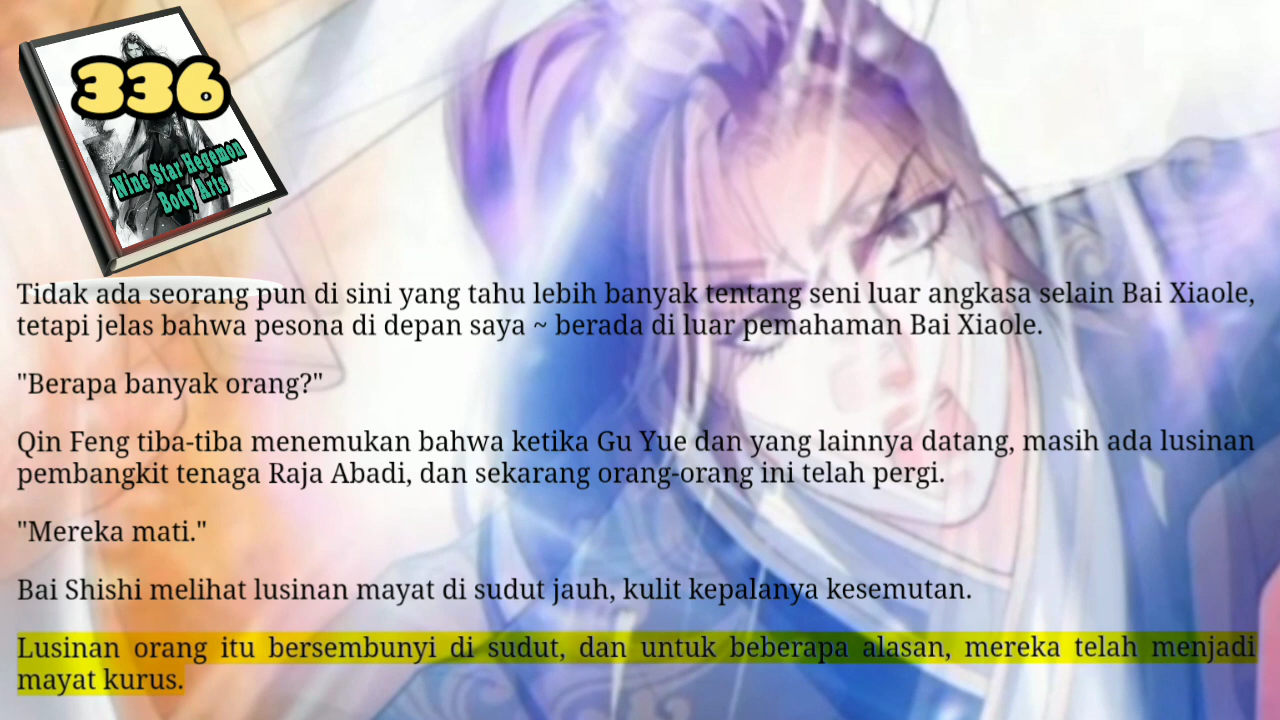 336
Nine Star Hegemon
Body Arts
Tidak ada seorang pun di sini yang tahu lebih banyak tentang seni luar angkasa selain Bai Xiaole,
tetapi jelas bahwa pesona di depan saya ~ berada di luar pemahaman Bai Xiaole.
"Berapa banyak orang?"
Qin Feng tiba-tiba menemukan bahwa ketika Gu Yue dan yang lainnya datang, masih ada lusinan
pembangkit tenaga Raja Abadi, dan sekarang orang-orang ini telah pergi.
"Mereka mati."
Bai Shishi melihat lusinan mayat di sudut jauh, kulit kepalanya kesemutan.
Lusinan orang itu bersembunyi di sudut, dan untuk beberapa alasan, mereka telah menjadi
mayat kurus.